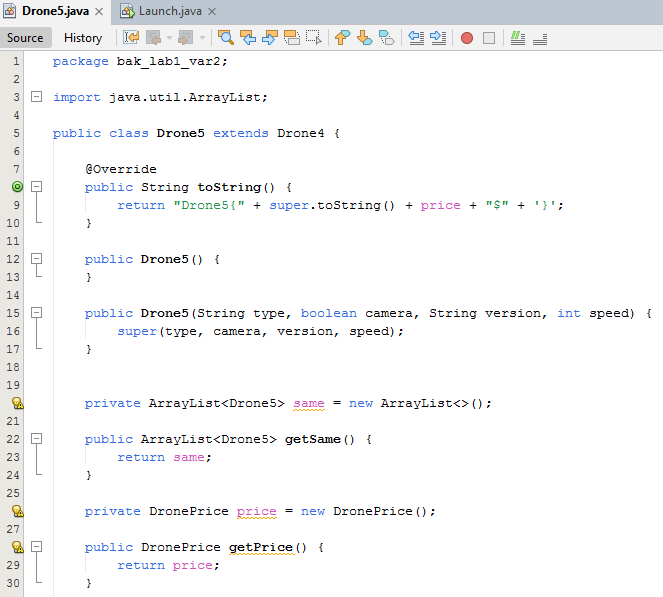 Drone5.java Launch.java
Source History
1 package bak_lab1_var2;
2
3 import java.util.ArrayList;
4
5 public class Drone5 extends Drone4 {
6
7 @Override
public String toString() {
9 return "Drone5{" + super.toString() + price + "$" + '}';
10 }
11
12 public Drone5() {
13 }
14
15 public Drone5(String type, boolean camera, String version, int speed) {
16 super(type, camera, version, speed);
17 }
18
19
private ArrayList<Drone5> same = new ArrayList<>();
21
22 public ArrayList<Drone5> getSame() {
23 return same;
24 }
25
private DronePrice price = new DronePrice();
27
public DronePrice getPrice() {
29 return price;
30 }